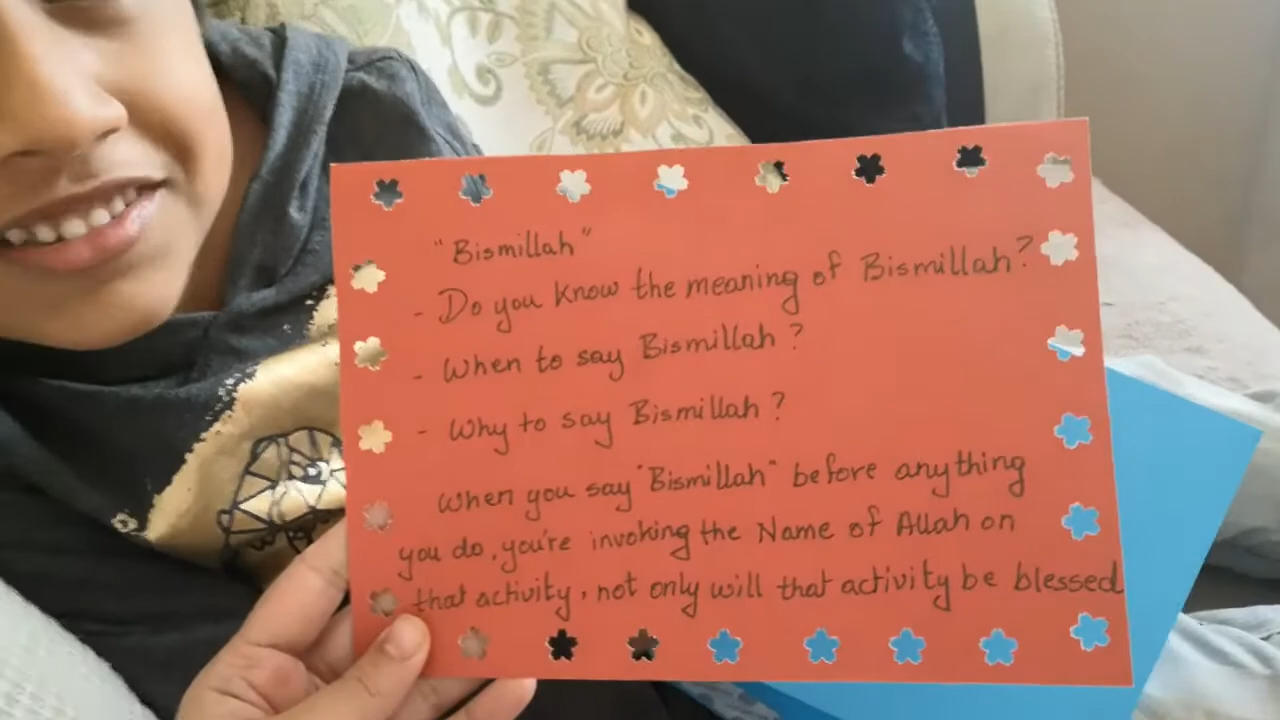 "Bismillah"
- Do you know the meaning of Bismillah?
- When to say Bismillah?
- Why to say Bismillah?
When you say "Bismillah" before anything
you do, you're invoking the Name of Allah on
that activity, not only will that activity be blessed